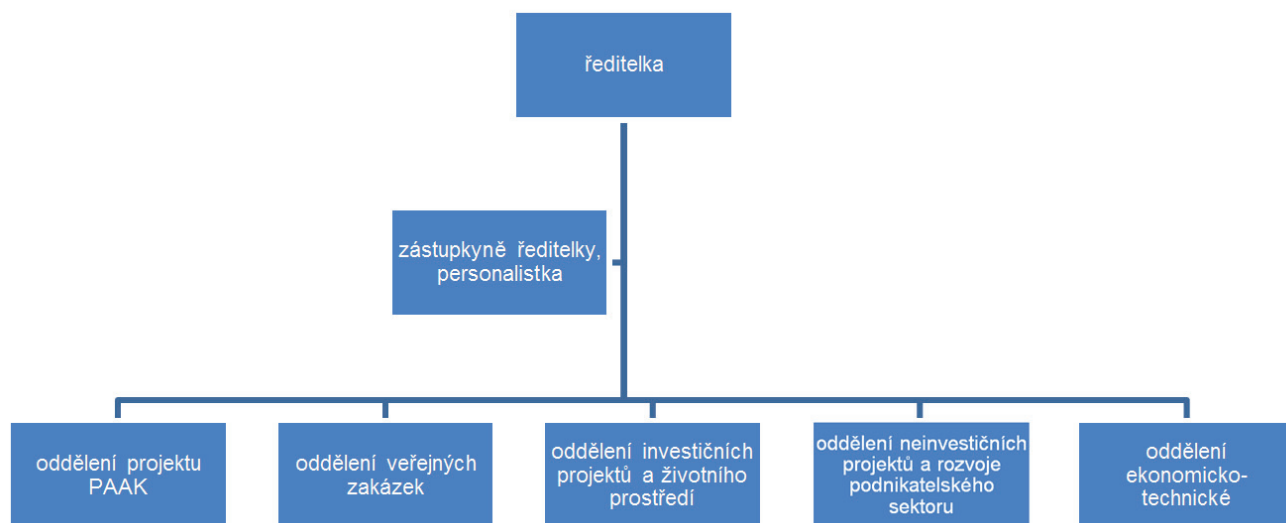 ředitelka
zástupkyně ředitelky,
personalistka
oddělení projektu
PAAK
oddělení veřejných
zakázek
oddělení investičních
projektů a životního
prostředí
oddělení neinvestičních
projektů a rozvoje
podnikatelského
sektoru
oddělení
ekonomicko-
technické